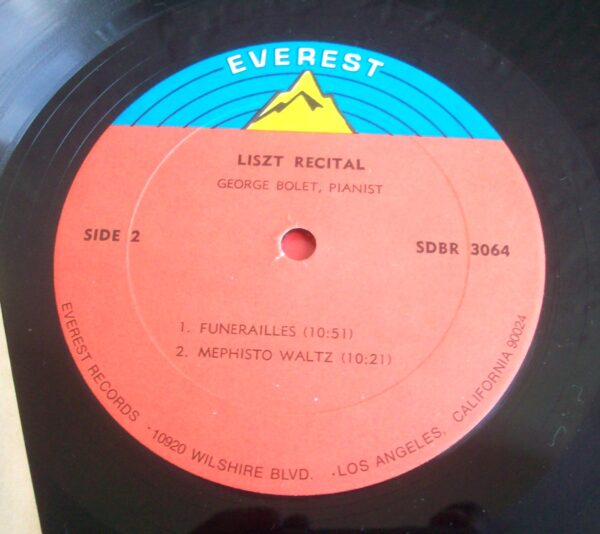 EVEREST
LISZT RECITAL
GEORGE BOLET, PIANIST
SIDE 2
SDBR 3064
1. FUNERAILLES (10:51)
2. MEPHISTO WALTZ (10:21)
EVEREST RECORDS · 10920 WILSHIRE BLVD. · LOS ANGELES, CALIFORNIA 90024